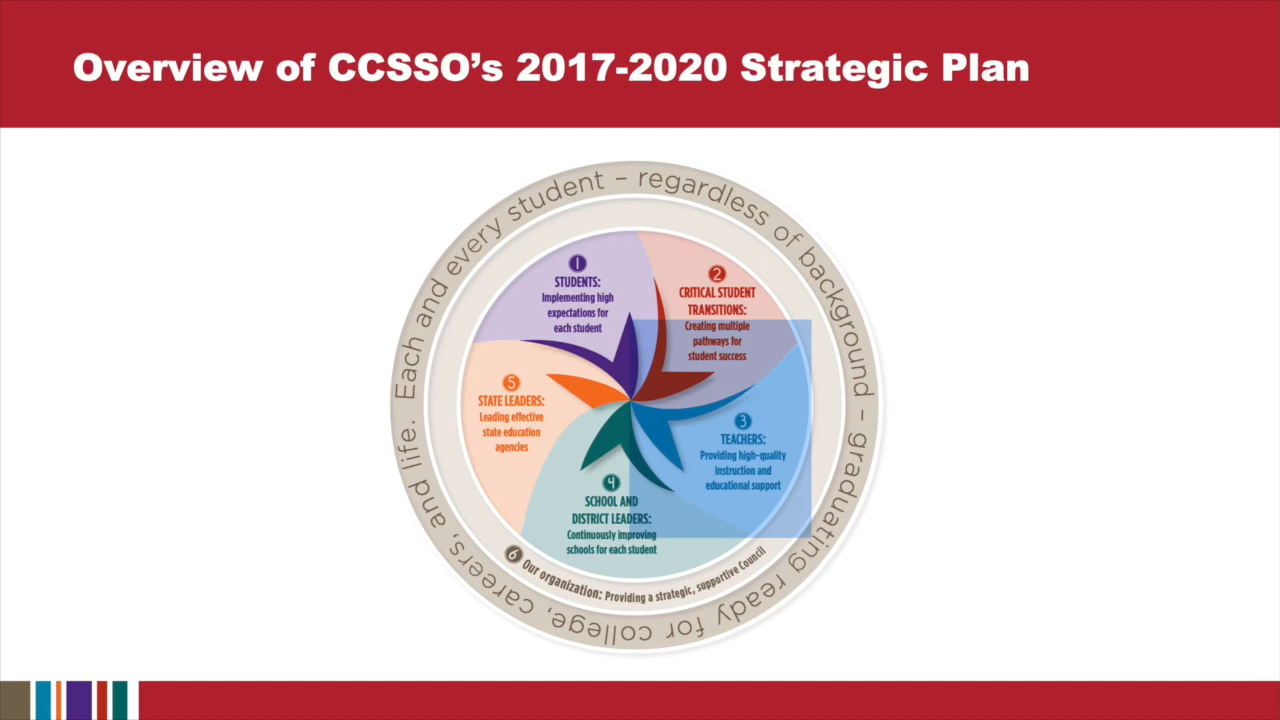 Overview of CCSSO’s 2017-2020 Strategic Plan
Each and every student – regardless of background – graduating ready for college, careers, and life.
1
STUDENTS:
Implementing high
expectations for
each student
2
CRITICAL STUDENT
TRANSITIONS:
Creating multiple
pathways for
student success
3
TEACHERS:
Providing high-quality
instruction and
educational support
4
SCHOOL AND
DISTRICT LEADERS:
Continuously improving
schools for each student
5
STATE LEADERS:
Leading effective
state education
agencies
6 Our organization: Providing a strategic, supportive Council